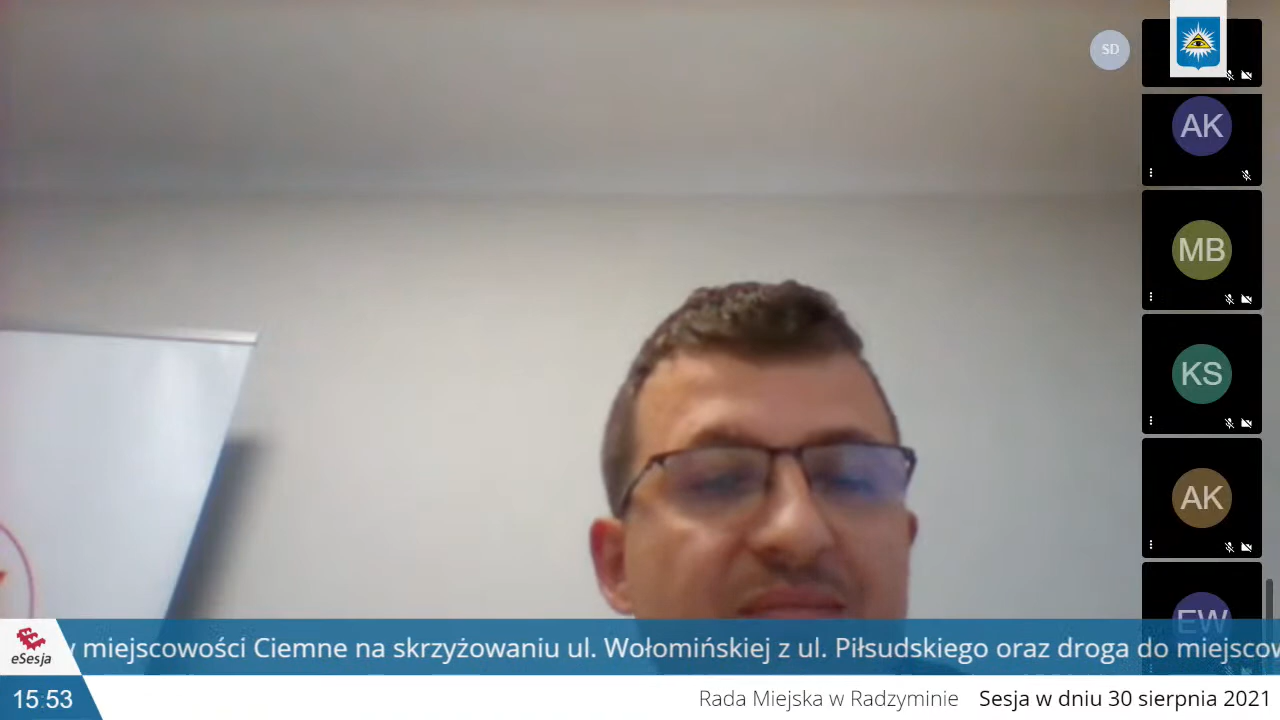 SD
AK
MB
KS
AK
EW
miejscowości Ciemne na skrzyżowaniu ul. Wołomińskiej z ul. Piłsudskiego oraz droga do
eSesja
15:53
Rada Miejska w Radzyminie Sesja w dniu 30 sierpnia 2021